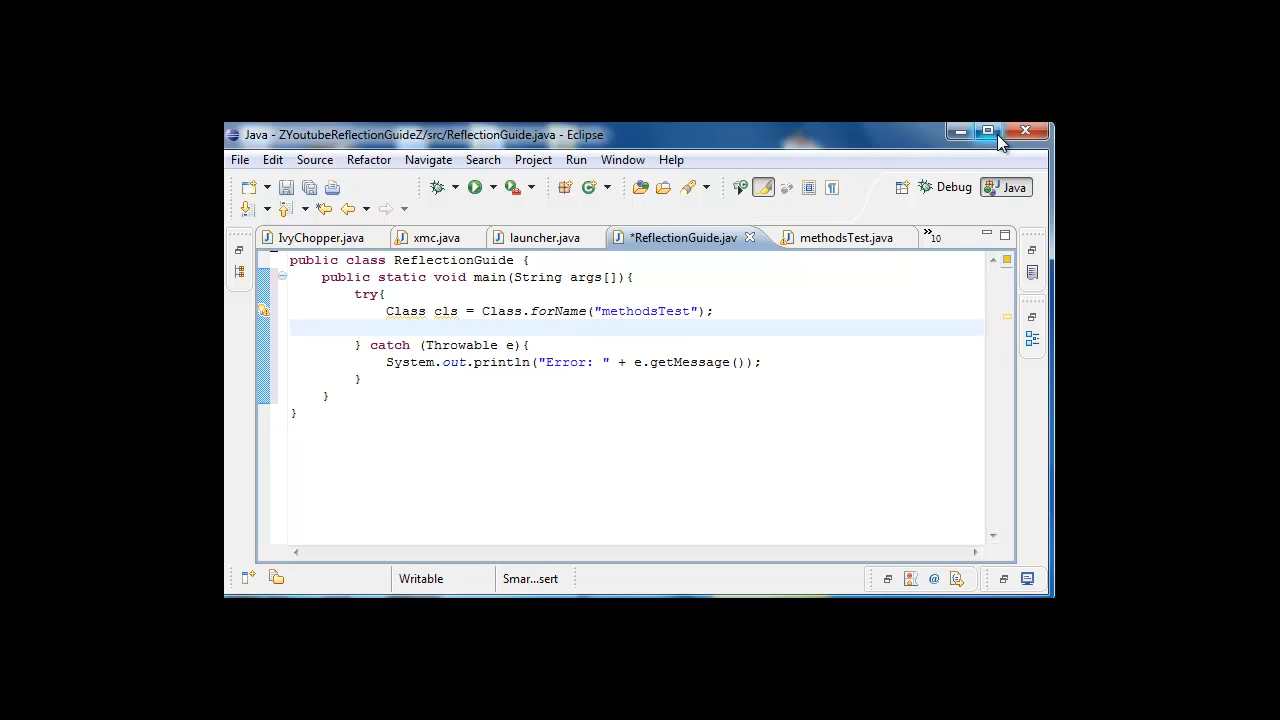 Java - ZYoutubeReflectionGuideZ/src/ReflectionGuide.java - Eclipse
File Edit Source Refactor Navigate Search Project Run Window Help
Debug Java
IvyChopper.java xmc.java launcher.java *ReflectionGuide.jav methodsTest.java »10
public class ReflectionGuide {
public static void main(String args[]){
try{
Class cls = Class.forName("methodsTest");
} catch (Throwable e){
System.out.println("Error: " + e.getMessage());
}
}
}
Writable Smar...sert